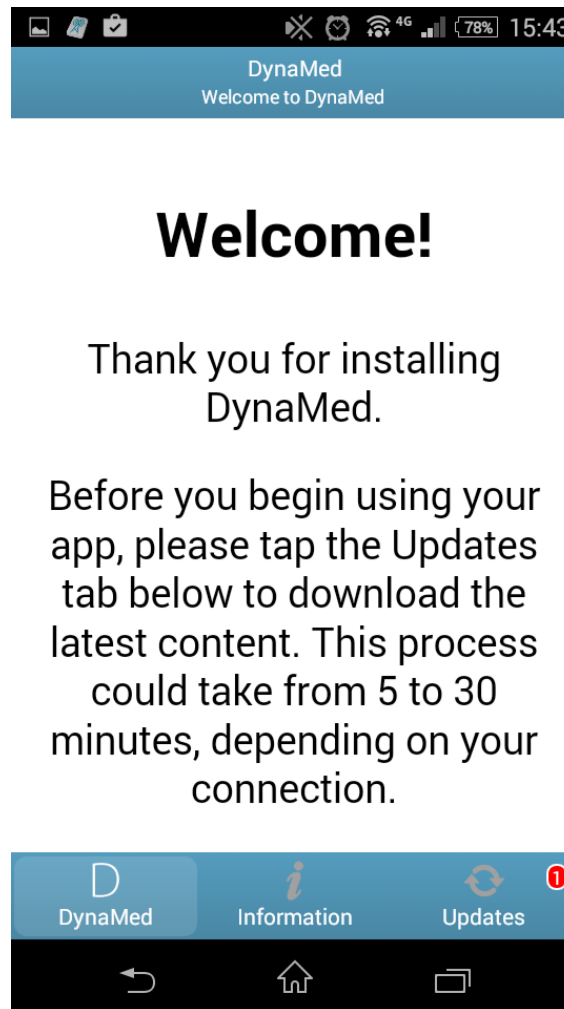 4G 78% 15:43
DynaMed
Welcome to DynaMed
Welcome!
Thank you for installing
DynaMed.
Before you begin using your
app, please tap the Updates
tab below to download the
latest content. This process
could take from 5 to 30
minutes, depending on your
connection.
D i 1
DynaMed Information Updates